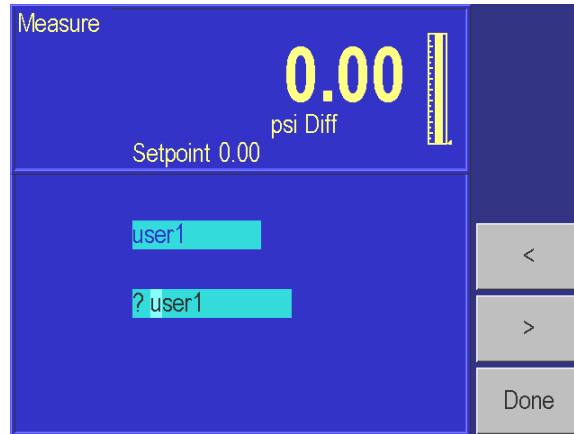 Measure
0.00
psi Diff
Setpoint 0.00
user1
? user1
<
>
Done